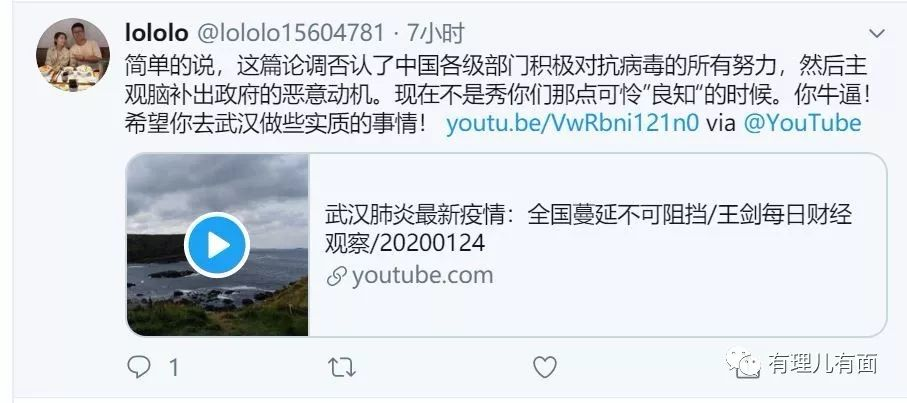 lololo @lololo15604781 · 7小时
简单的说，这篇论调否认了中国各级部门积极对抗病毒的所有努力，然后主
观脑补出政府的恶意动机。现在不是秀你们那点可怜"良知"的时候。你牛逼！
希望你去武汉做些实质的事情！ youtu.be/VwRbni121n0 via @YouTube
武汉肺炎最新疫情：全国蔓延不可阻挡/王剑每日财经
观察/20200124
youtube.com
1
有理儿有面